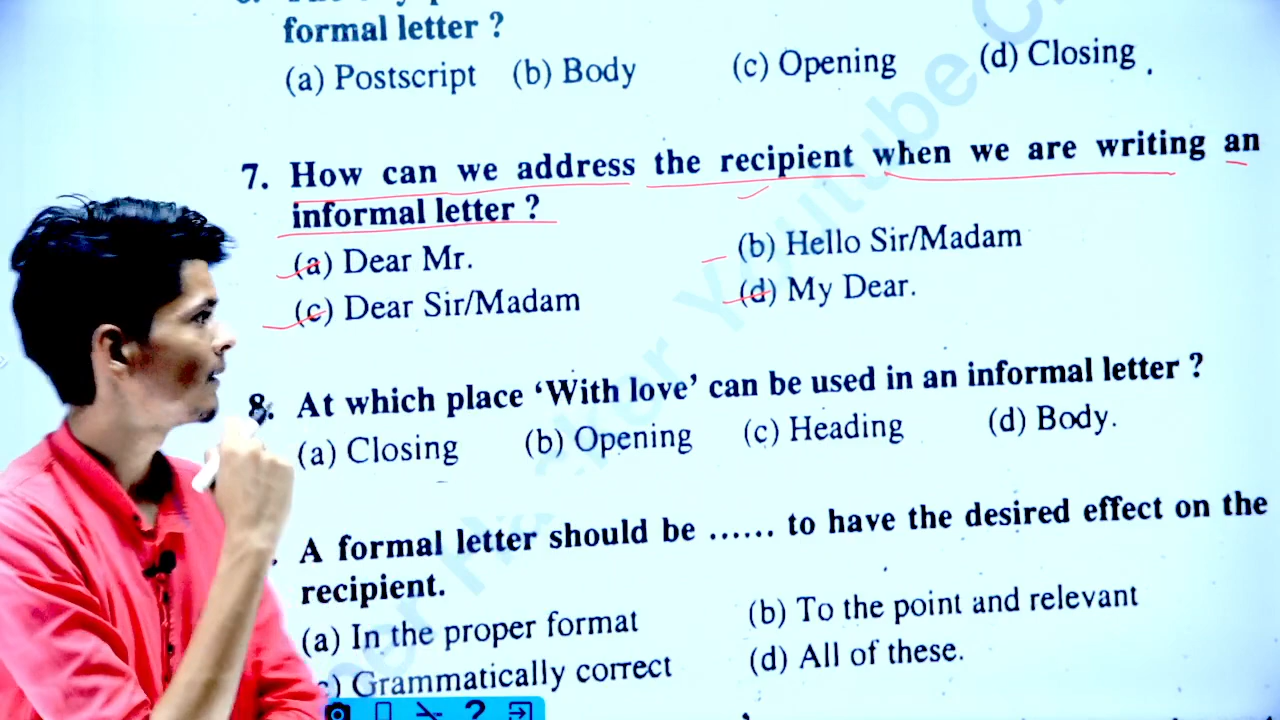 formal letter ?
(a) Postscript (b) Body (c) Opening (d) Closing
7. How can we address the recipient when we are writing an
informal letter ?
(a) Dear Mr. (b) Hello Sir/Madam
(c) Dear Sir/Madam (d) My Dear.
8. At which place ‘With love’ can be used in an informal letter ?
(a) Closing (b) Opening (c) Heading (d) Body.
A formal letter should be ...... to have the desired effect on the
recipient.
(a) In the proper format (b) To the point and relevant
) Grammatically correct (d) All of these.
Youtube